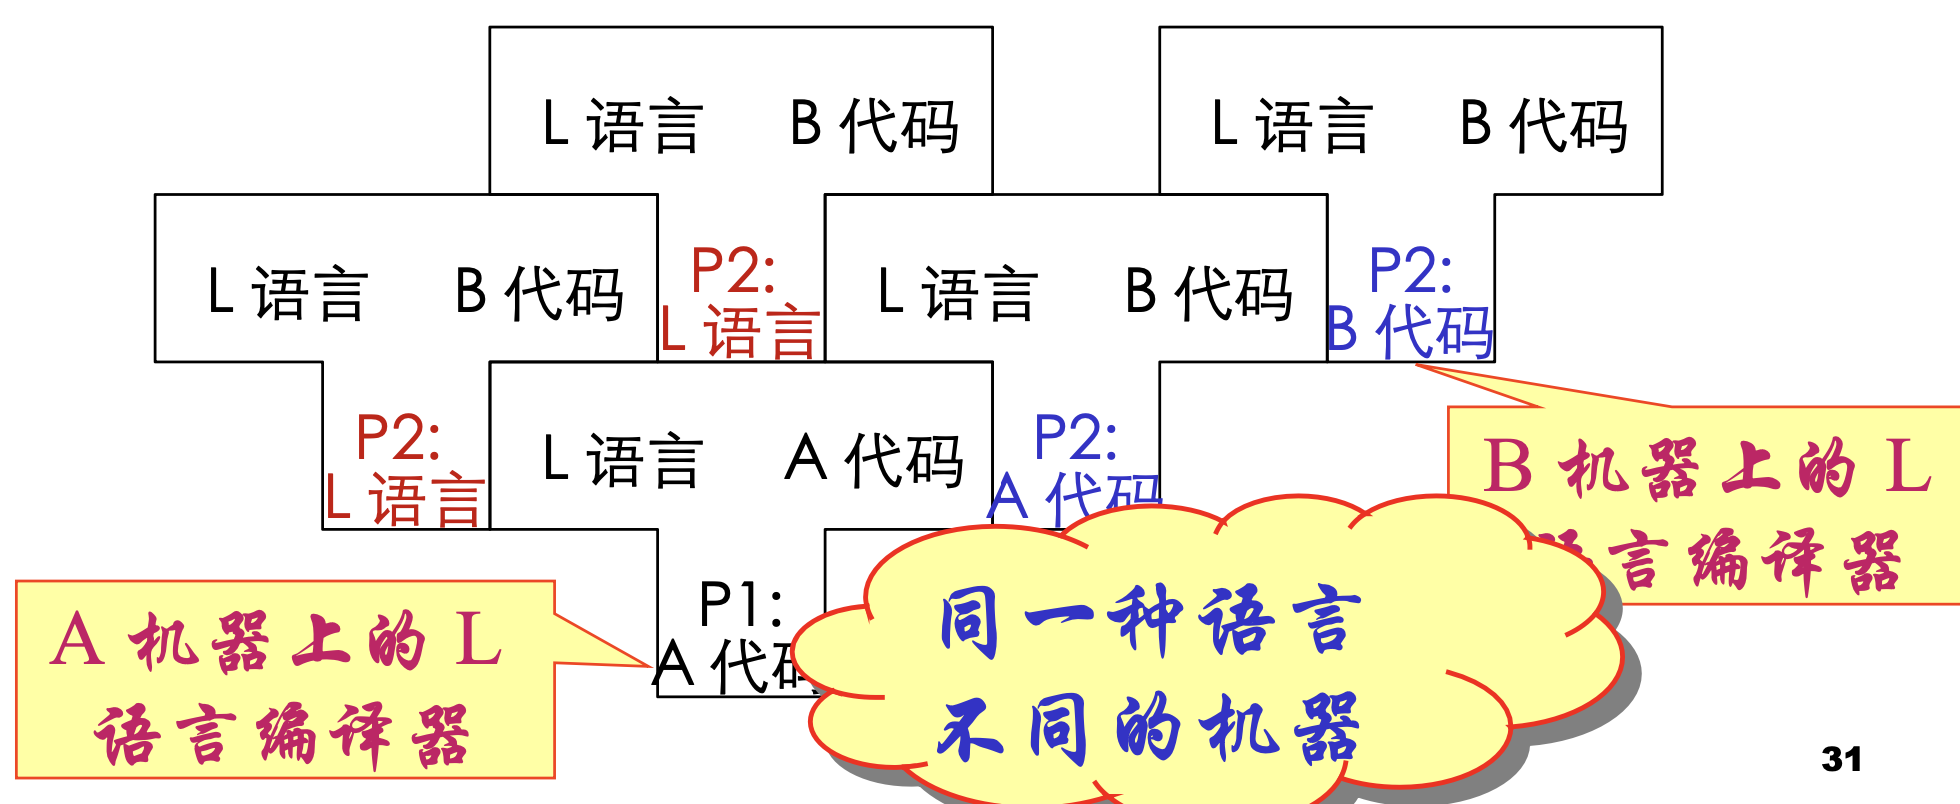 L 语言 B 代码
L 语言 B 代码
L 语言 B 代码
P2:
L 语言
L 语言 B 代码
P2:
B 代码
P2:
L 语言
L 语言 A 代码
P2:
A 代码
B 机器上的 L
语言编译器
P1:
A 代码
A 机器上的 L
语言编译器
同一种语言
不同的机器
31